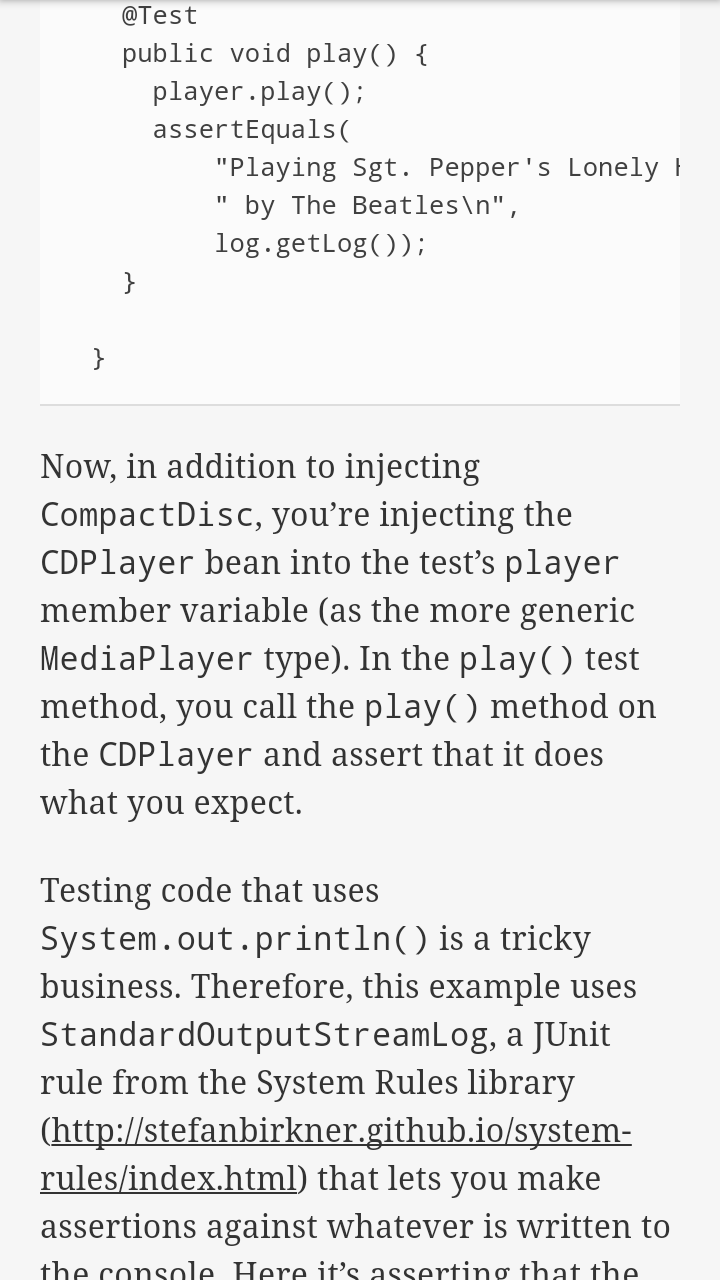 @Test
public void play() {
player.play();
assertEquals(
"Playing Sgt. Pepper's Lonely
" by The Beatles\n",
log.getLog());
}
}
Now, in addition to injecting
CompactDisc, you’re injecting the
CDPlayer bean into the test’s player
member variable (as the more generic
MediaPlayer type). In the play() test
method, you call the play() method on
the CDPlayer and assert that it does
what you expect.
Testing code that uses
System.out.println() is a tricky
business. Therefore, this example uses
StandardOutputStreamLog, a JUnit
rule from the System Rules library
(http://stefanbirkner.github.io/system-
rules/index.html) that lets you make
assertions against whatever is written to
the console. Here it’s asserting that the